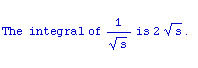 The integral of 1/√s is 2 √s.